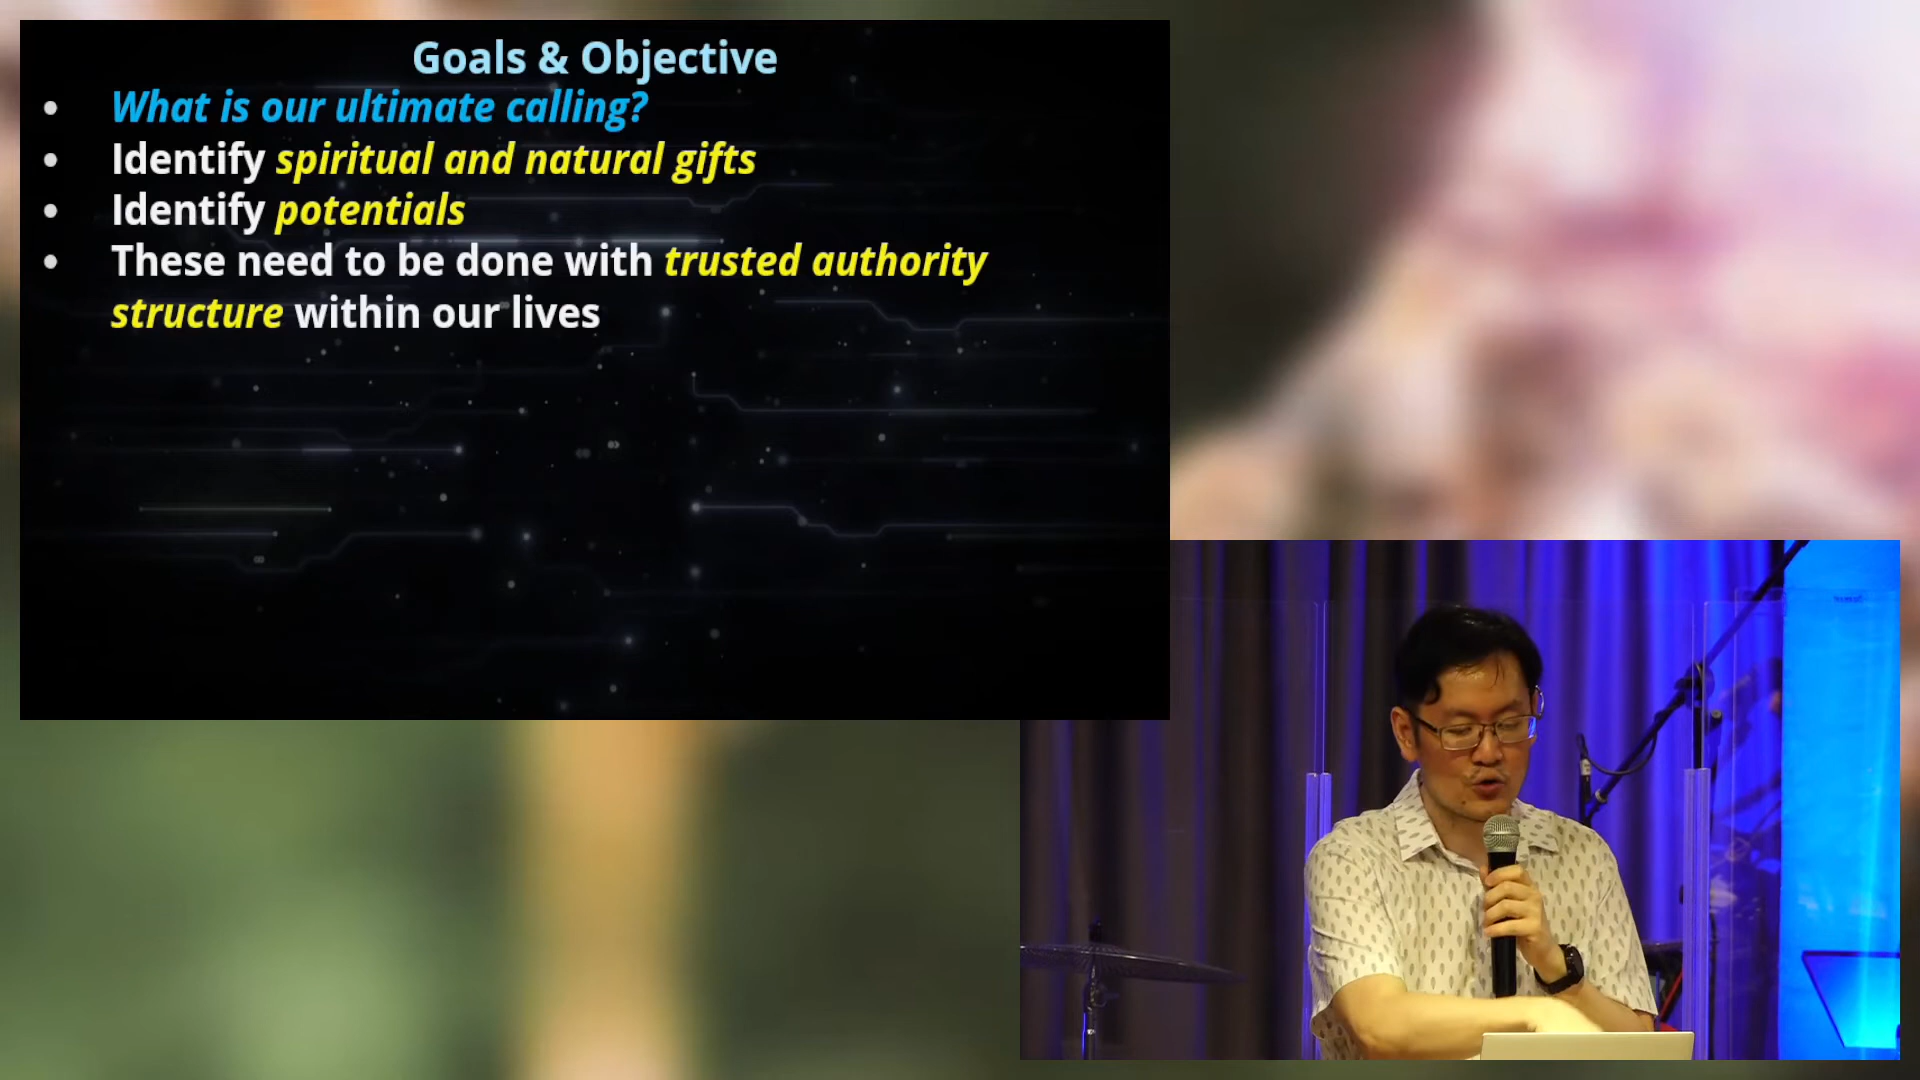 Goals & Objective
• What is our ultimate calling?
• Identify spiritual and natural gifts
• Identify potentials
• These need to be done with trusted authority
structure within our lives